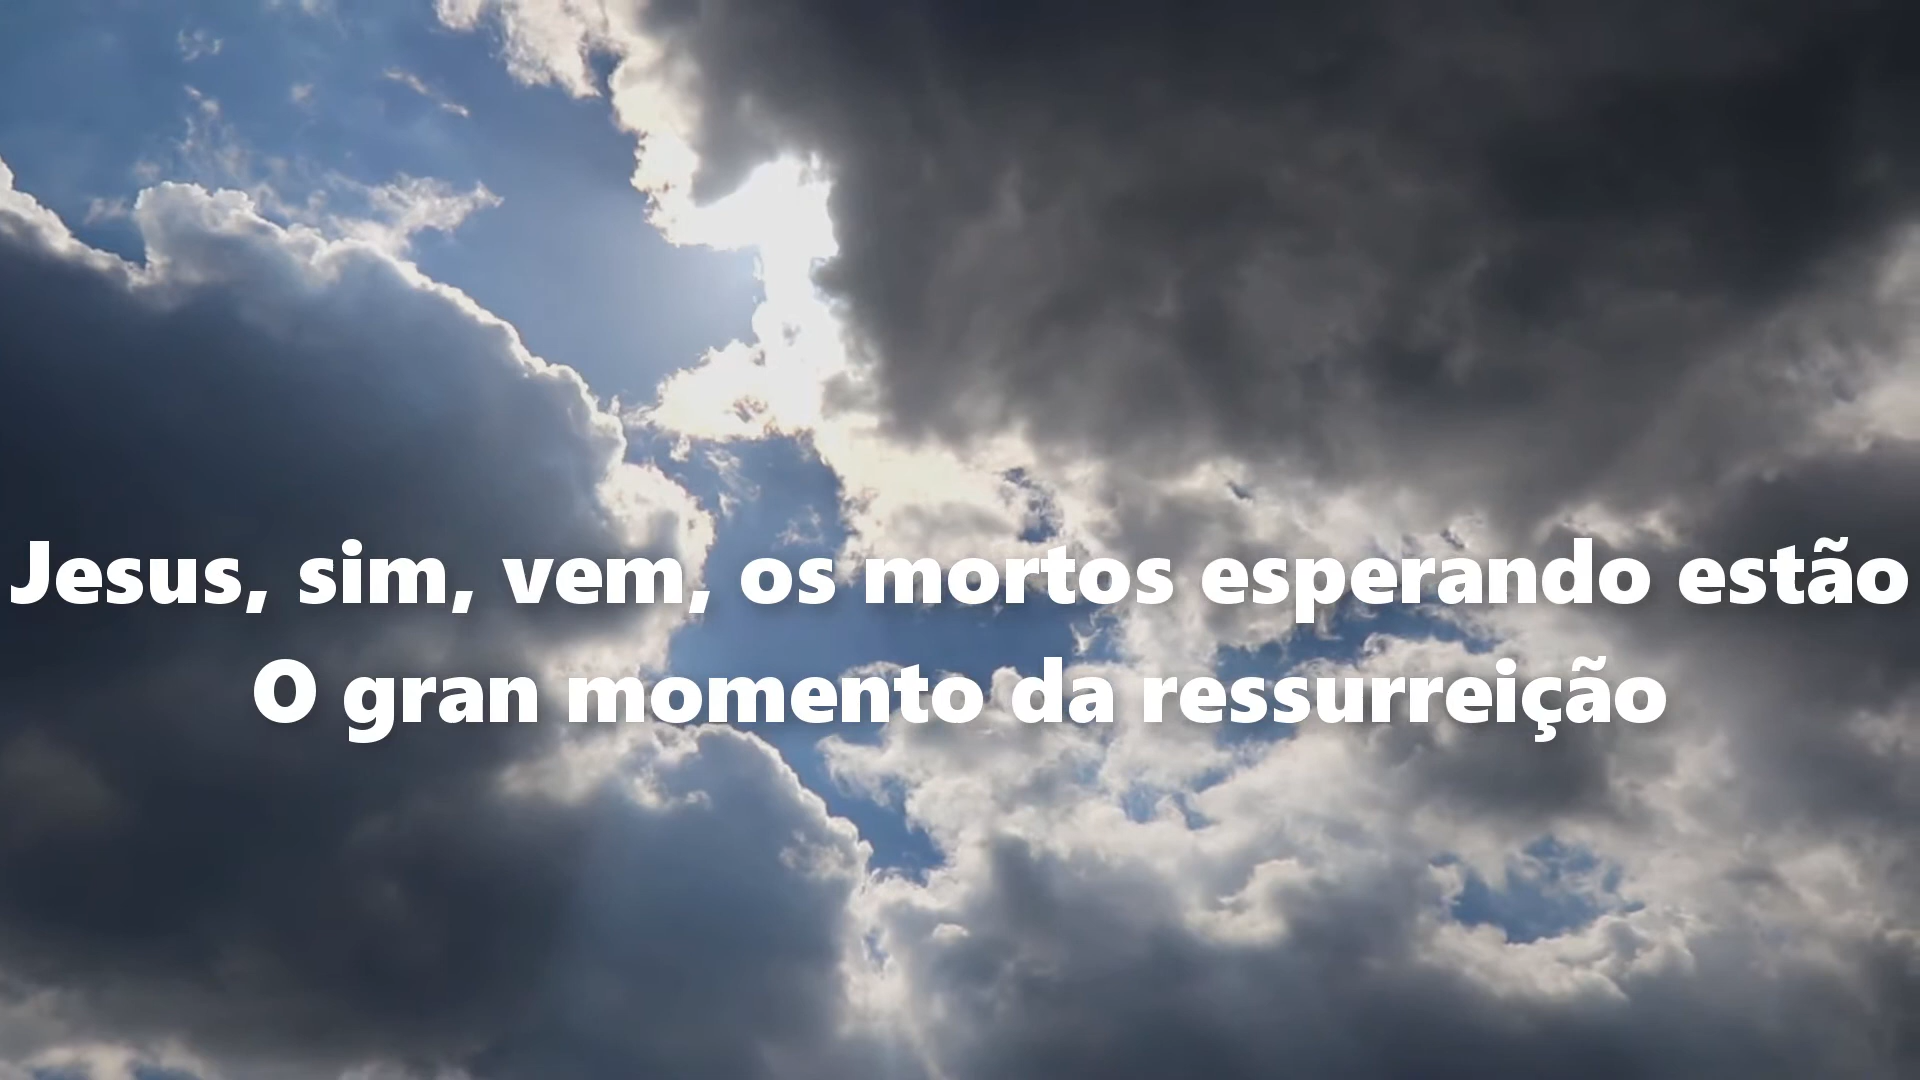 Jesus, sim, vem, os mortos esperando estão
O gran momento da ressurreição